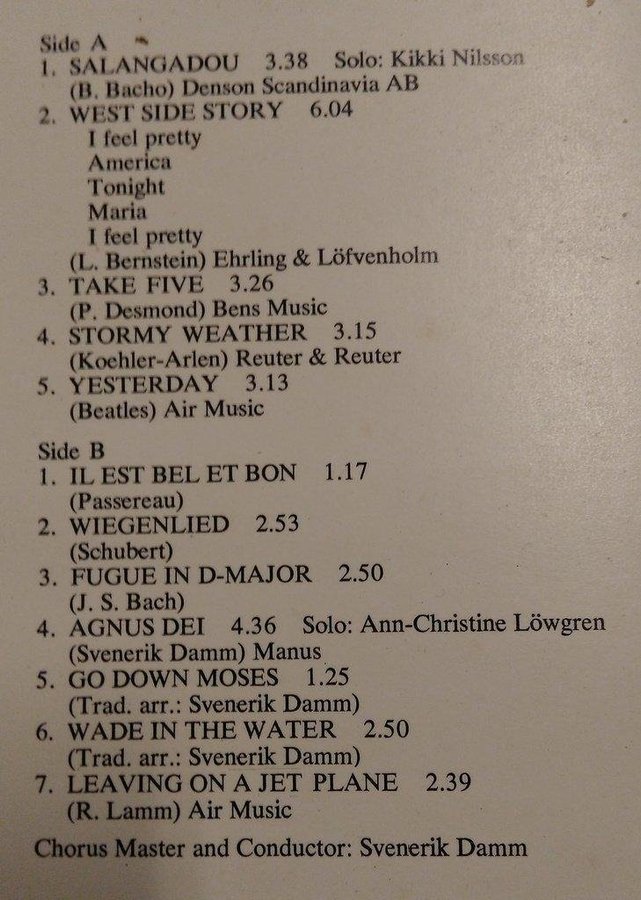 Side A
1. SALANGADOU 3.38 Solo: Kikki Nilsson
(B. Bacho) Denson Scandinavia AB
2. WEST SIDE STORY 6.04
I feel pretty
America
Tonight
Maria
I feel pretty
(L. Bernstein) Ehrling & Löfvenholm
3. TAKE FIVE 3.26
(P. Desmond) Bens Music
4. STORMY WEATHER 3.15
(Koehler-Arlen) Reuter & Reuter
5. YESTERDAY 3.13
(Beatles) Air Music
Side B
1. IL EST BEL ET BON 1.17
(Passereau)
2. WIEGENLIED 2.53
(Schubert)
3. FUGUE IN D-MAJOR 2.50
(J. S. Bach)
4. AGNUS DEI 4.36 Solo: Ann-Christine Löwgren
(Svenerik Damm) Manus
5. GO DOWN MOSES 1.25
(Trad. arr.: Svenerik Damm)
6. WADE IN THE WATER 2.50
(Trad. arr.: Svenerik Damm)
7. LEAVING ON A JET PLANE 2.39
(R. Lamm) Air Music
Chorus Master and Conductor: Svenerik Damm